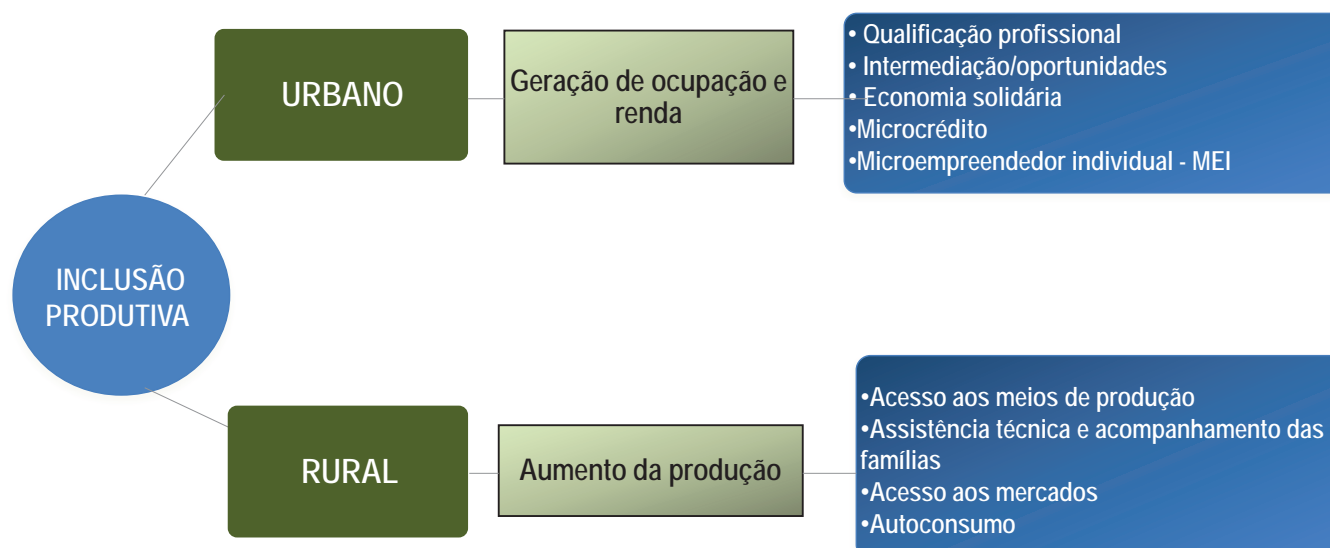 INCLUSÃO
PRODUTIVA
URBANO
Geração de ocupação e
renda
• Qualificação profissional
• Intermediação/oportunidades
• Economia solidária
•Microcrédito
•Microempreendedor individual - MEI
RURAL
Aumento da produção
•Acesso aos meios de produção
•Assistência técnica e acompanhamento das
famílias
•Acesso aos mercados
•Autoconsumo